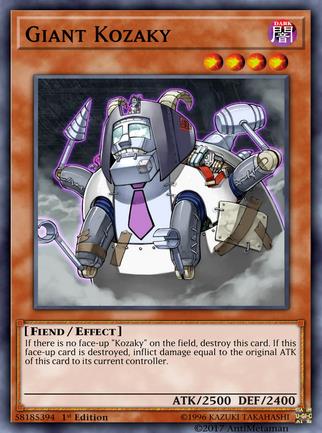 GIANT KOZAKY
DARK
闇
[FIEND / EFFECT]
If there is no face-up "Kozaky" on the field, destroy this card. If this
face-up card is destroyed, inflict damage equal to the original ATK
of this card to its current controller.
ATK/2500 DEF/2400
58185394 1st Edition
©1996 KAZUKI TAKAHASHI
©2017 AntiMetaman